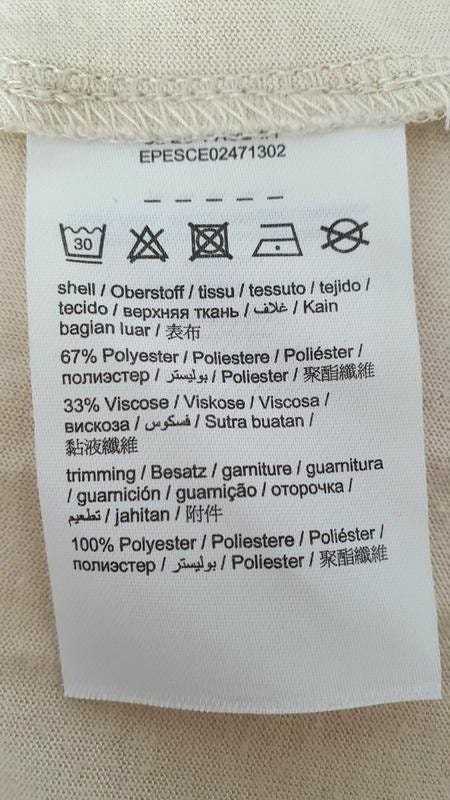 EPESCE02471302
30
shell / Oberstoff / tissu / tessuto / tejido /
tecido / верхняя ткань / غلاف / Kain
bagian luar / 表布
67% Polyester / Poliestere / Poliéster /
полиэстер / بوليستر / Poliester / 聚酯纖維
33% Viscose / Viskose / Viscosa /
вискоза / فسكوس / Sutra buatan /
黏液纖維
trimming / Besatz / garniture / guarnitura
/ guarnición / guarnição / оторочка /
تطعيم / jahitan / 附件
100% Polyester / Poliestere / Poliéster /
полиэстер / بوليستر / Poliester / 聚酯纖維